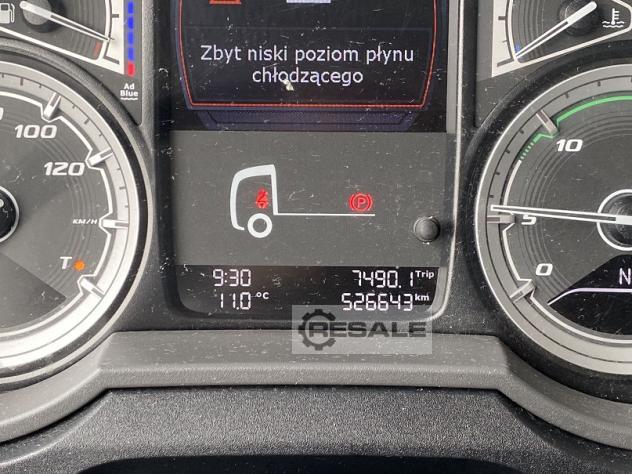 Zbyt niski poziom płynu
chłodzącego
Ad
Blue
100
120
KM/H
T
10
5
0
N
P
9:30 7490.1 Trip
11.0 °C 526643 km
RESALE